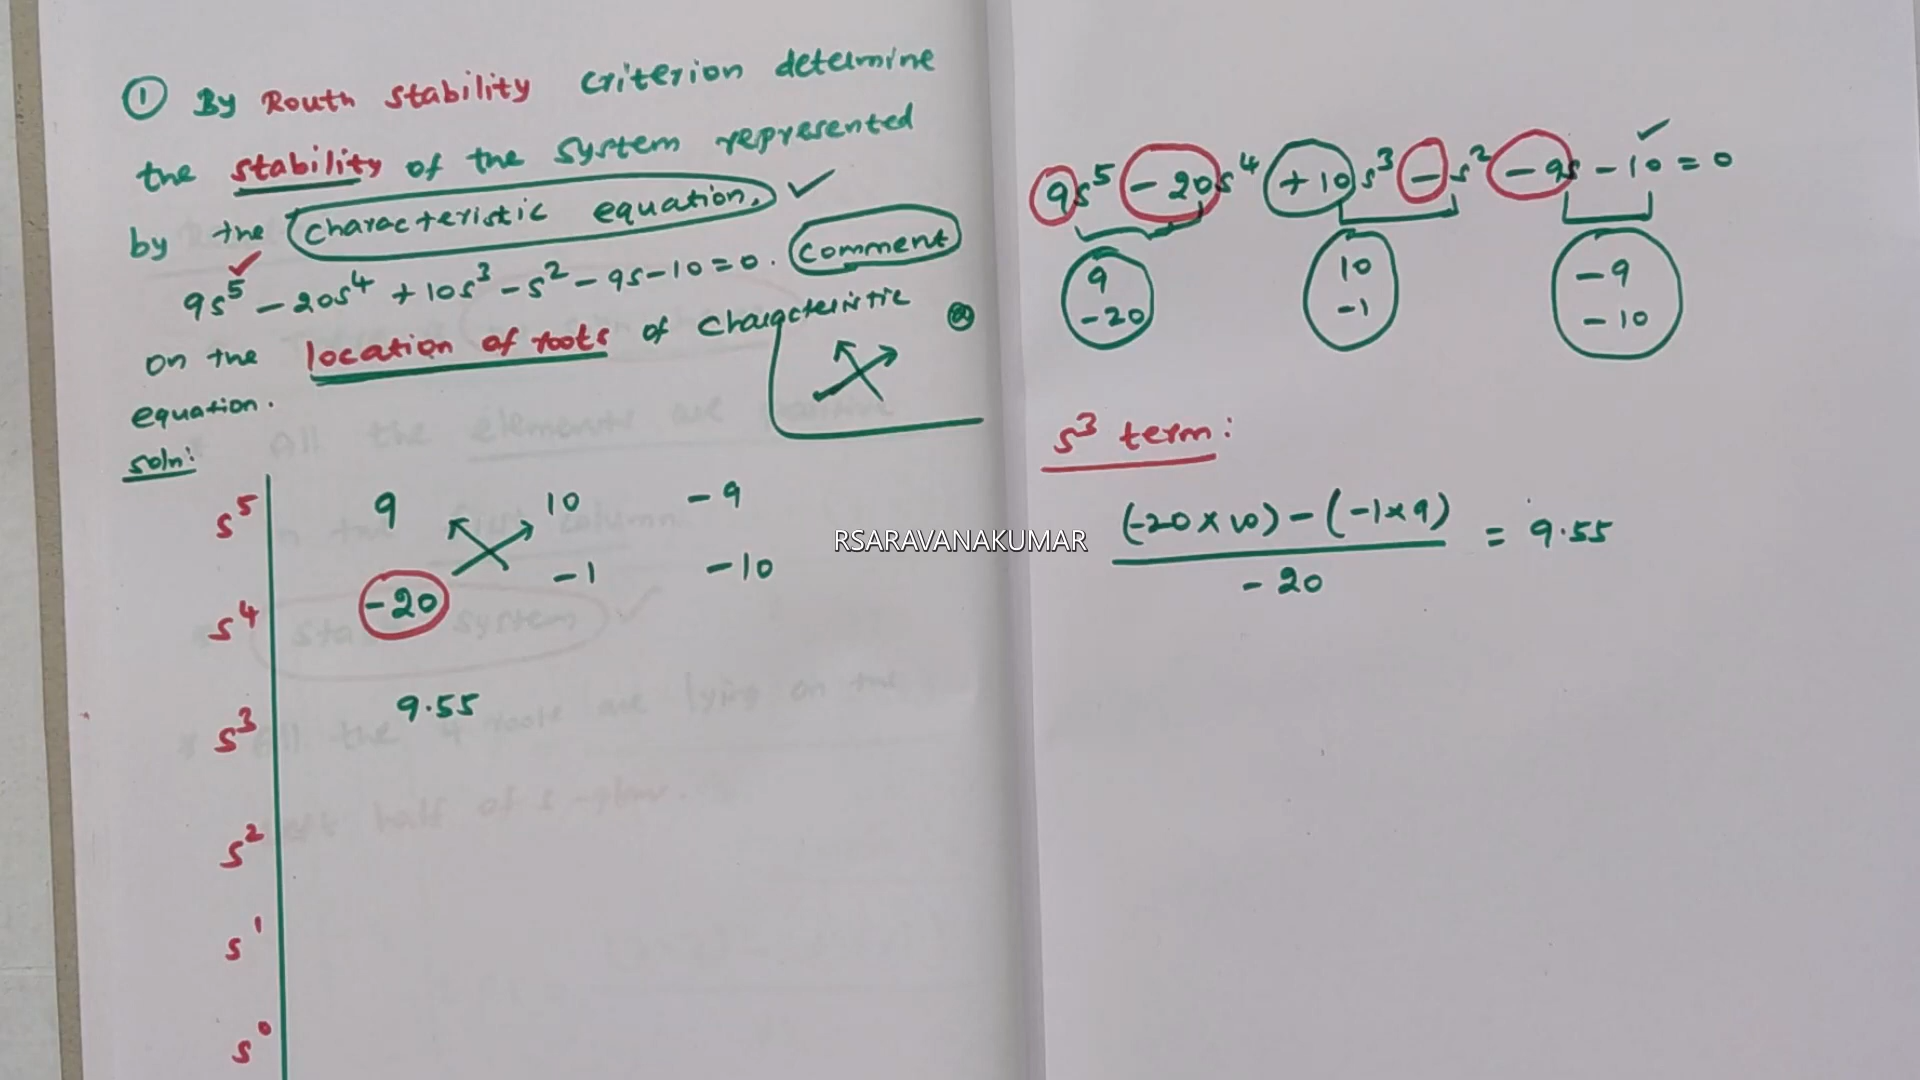 ① By Routh stability criterion determine
the stability of the system represented
by the characteristic equation.
9s⁵ - 20s⁴ + 10s³ - s² - 9s - 10 = 0. Comment
on the location of roots of characteristic
equation.
soln:
s⁵ 9 10 -9
s⁴ -20 -1 -10
s³ 9.55
s²
s¹
s⁰
RSARAVANAKUMAR
9s⁵ - 20s⁴ + 10s³ - s² - 9s - 10 = 0
9 10 -9
-20 -1 -10
s³ term:
(-20 × 10) - (-1 × 9)
= 9.55
-20